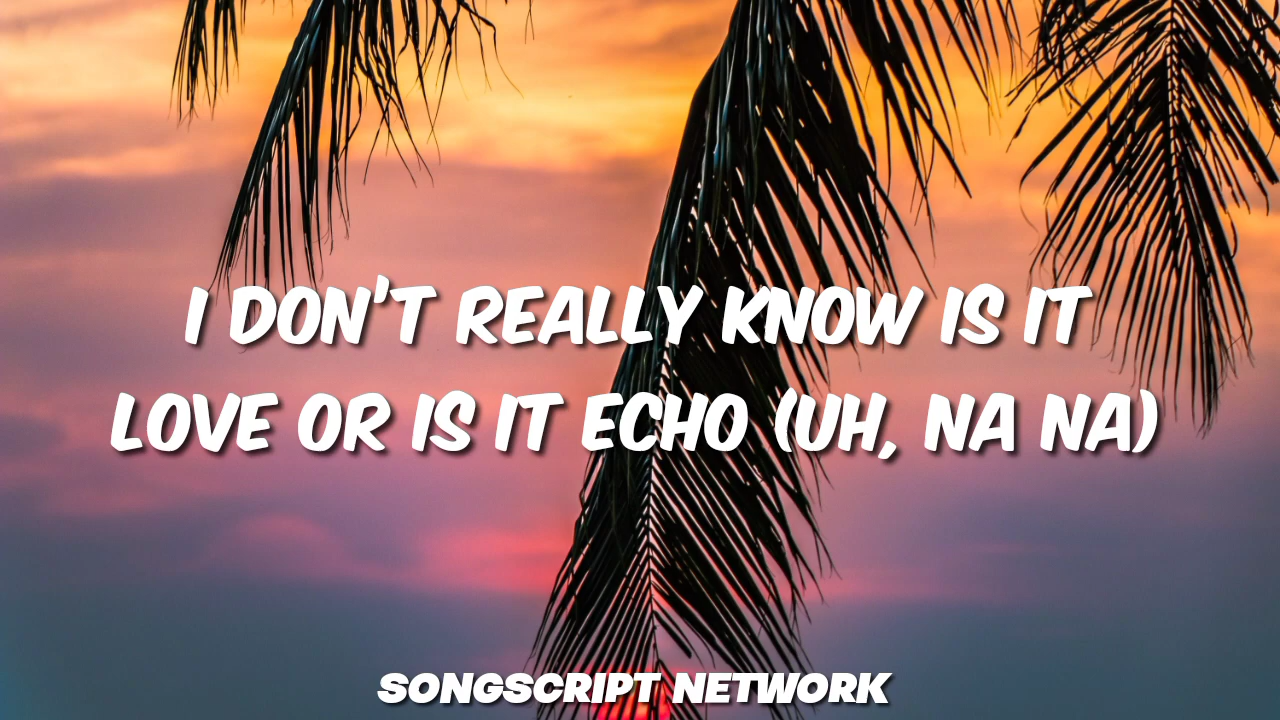 I DON'T REALLY KNOW IS IT
LOVE OR IS IT ECHO (UH, NA NA)
SONGSCRIPT NETWORK